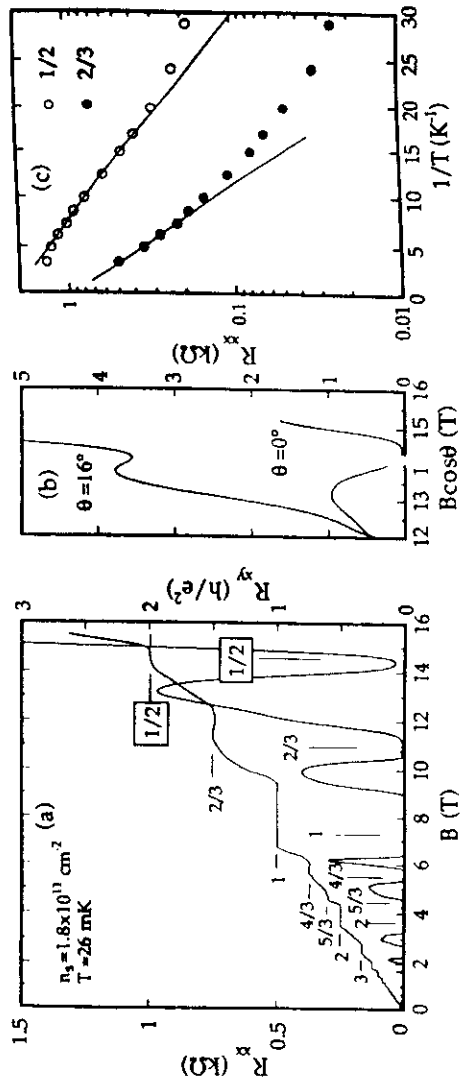 (a)
n_s=1.8x10^11 cm^-2
T =26 mK
R_xx (kΩ)
1.5
1
0.5
0
0 2 4 6 8 10 12 14 16
B (T)
3
2
1
0
R_xy (h/e^2)
3
2
5/3
4/3
1
2/3
1/2
2
5/3
4/3
1
2/3
1/2
(b)
θ =16°
θ =0°
12 13 1 15 16
Bcosθ (T)
5
4
3
2
1
0
R_xx (kΩ)
(c)
1/2
2/3
1
0.1
0.01
0 5 10 15 20 25 30
1/T (K^-1)